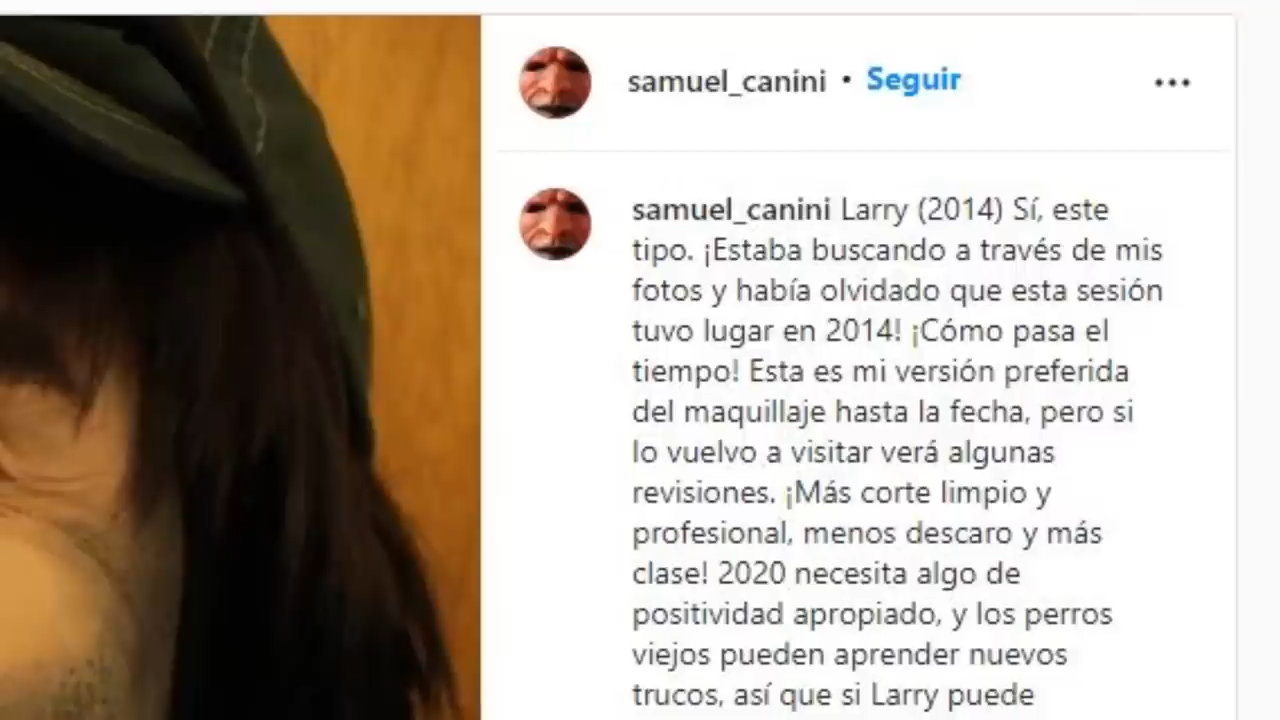 samuel_canini • Seguir
samuel_canini Larry (2014) Sí, este
tipo. ¡Estaba buscando a través de mis
fotos y había olvidado que esta sesión
tuvo lugar en 2014! ¡Cómo pasa el
tiempo! Esta es mi versión preferida
del maquillaje hasta la fecha, pero si
lo vuelvo a visitar verá algunas
revisiones. ¡Más corte limpio y
profesional, menos descaro y más
clase! 2020 necesita algo de
positividad apropiado, y los perros
viejos pueden aprender nuevos
trucos, así que si Larry puede